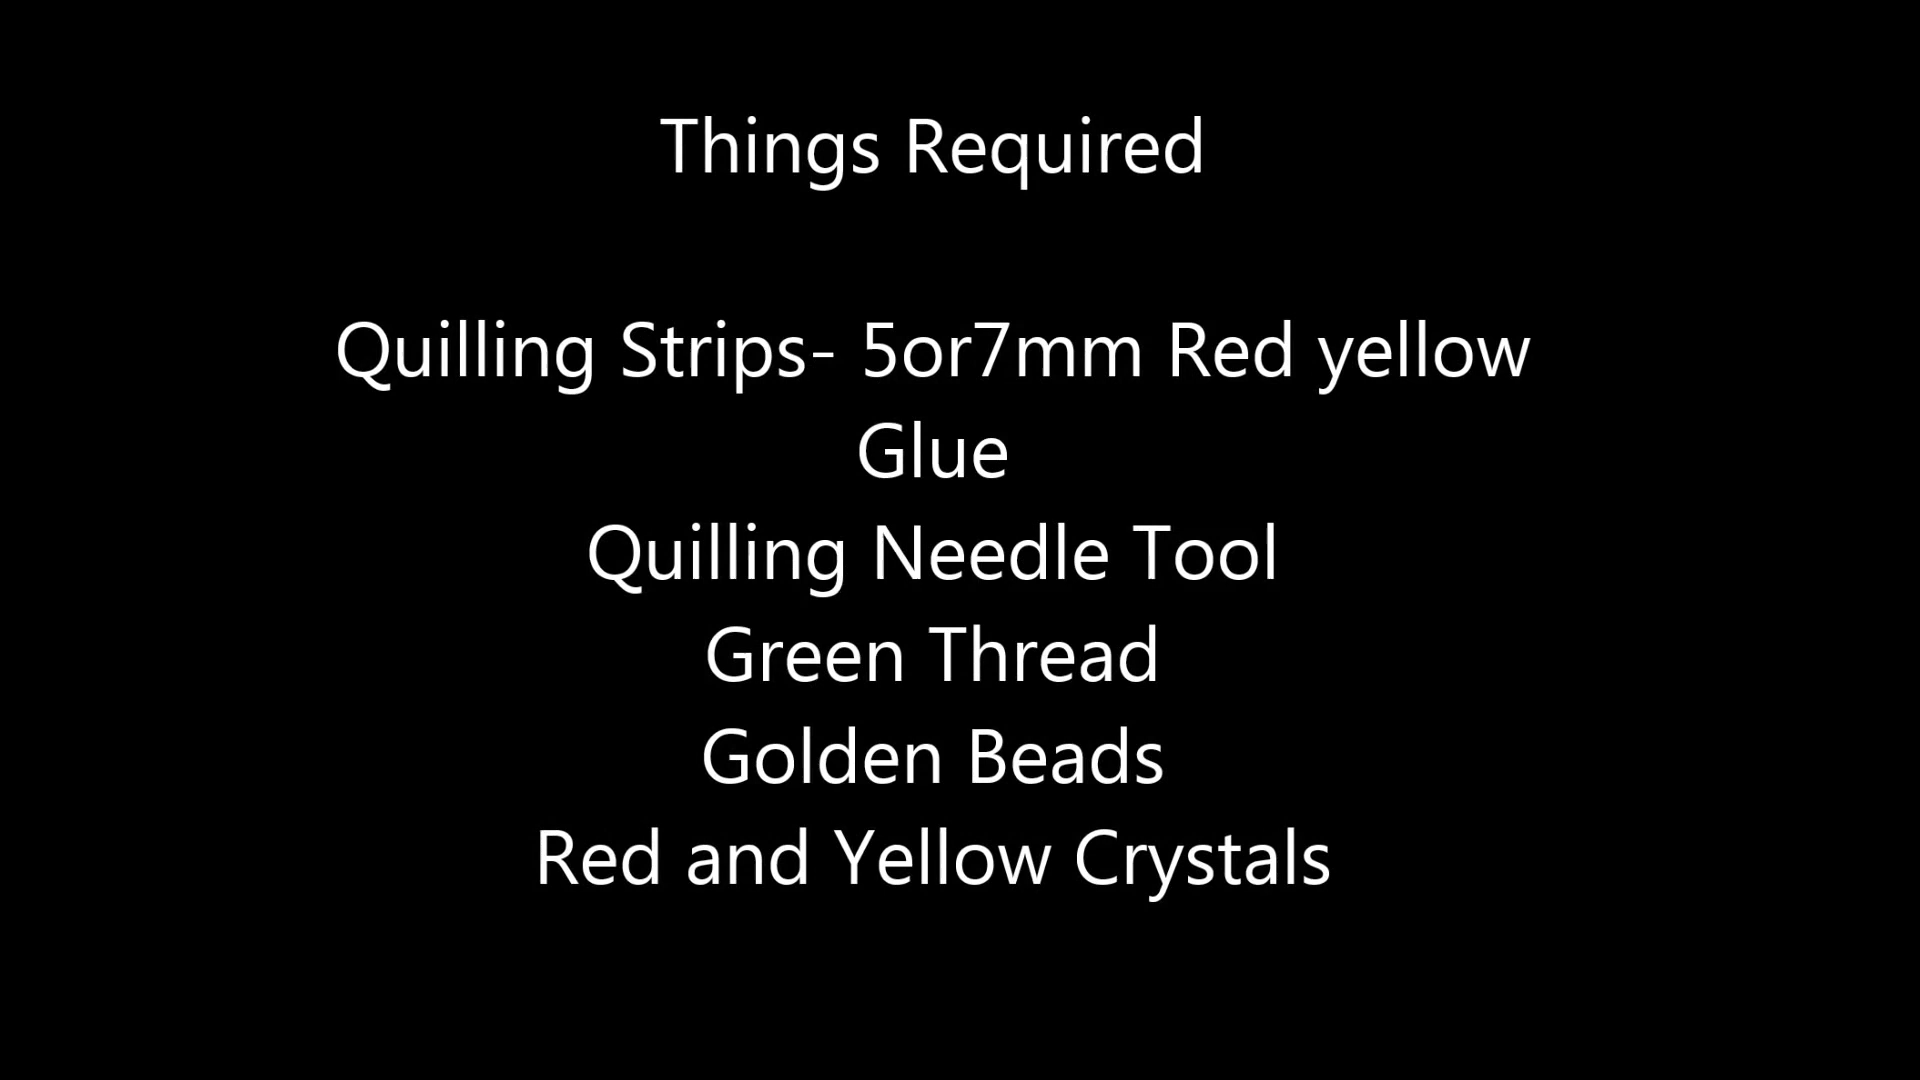 Things Required
Quilling Strips- 5or7mm Red yellow
Glue
Quilling Needle Tool
Green Thread
Golden Beads
Red and Yellow Crystals